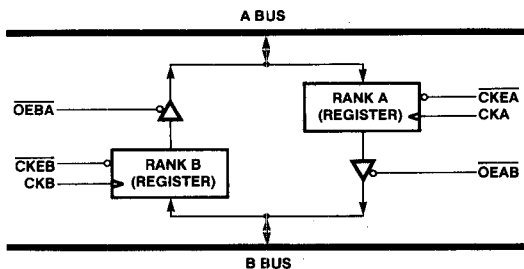 A BUS
OEBA
RANK A
(REGISTER)
CKEA
CKA
CKEB
CKB
RANK B
(REGISTER)
OEAB
B BUS